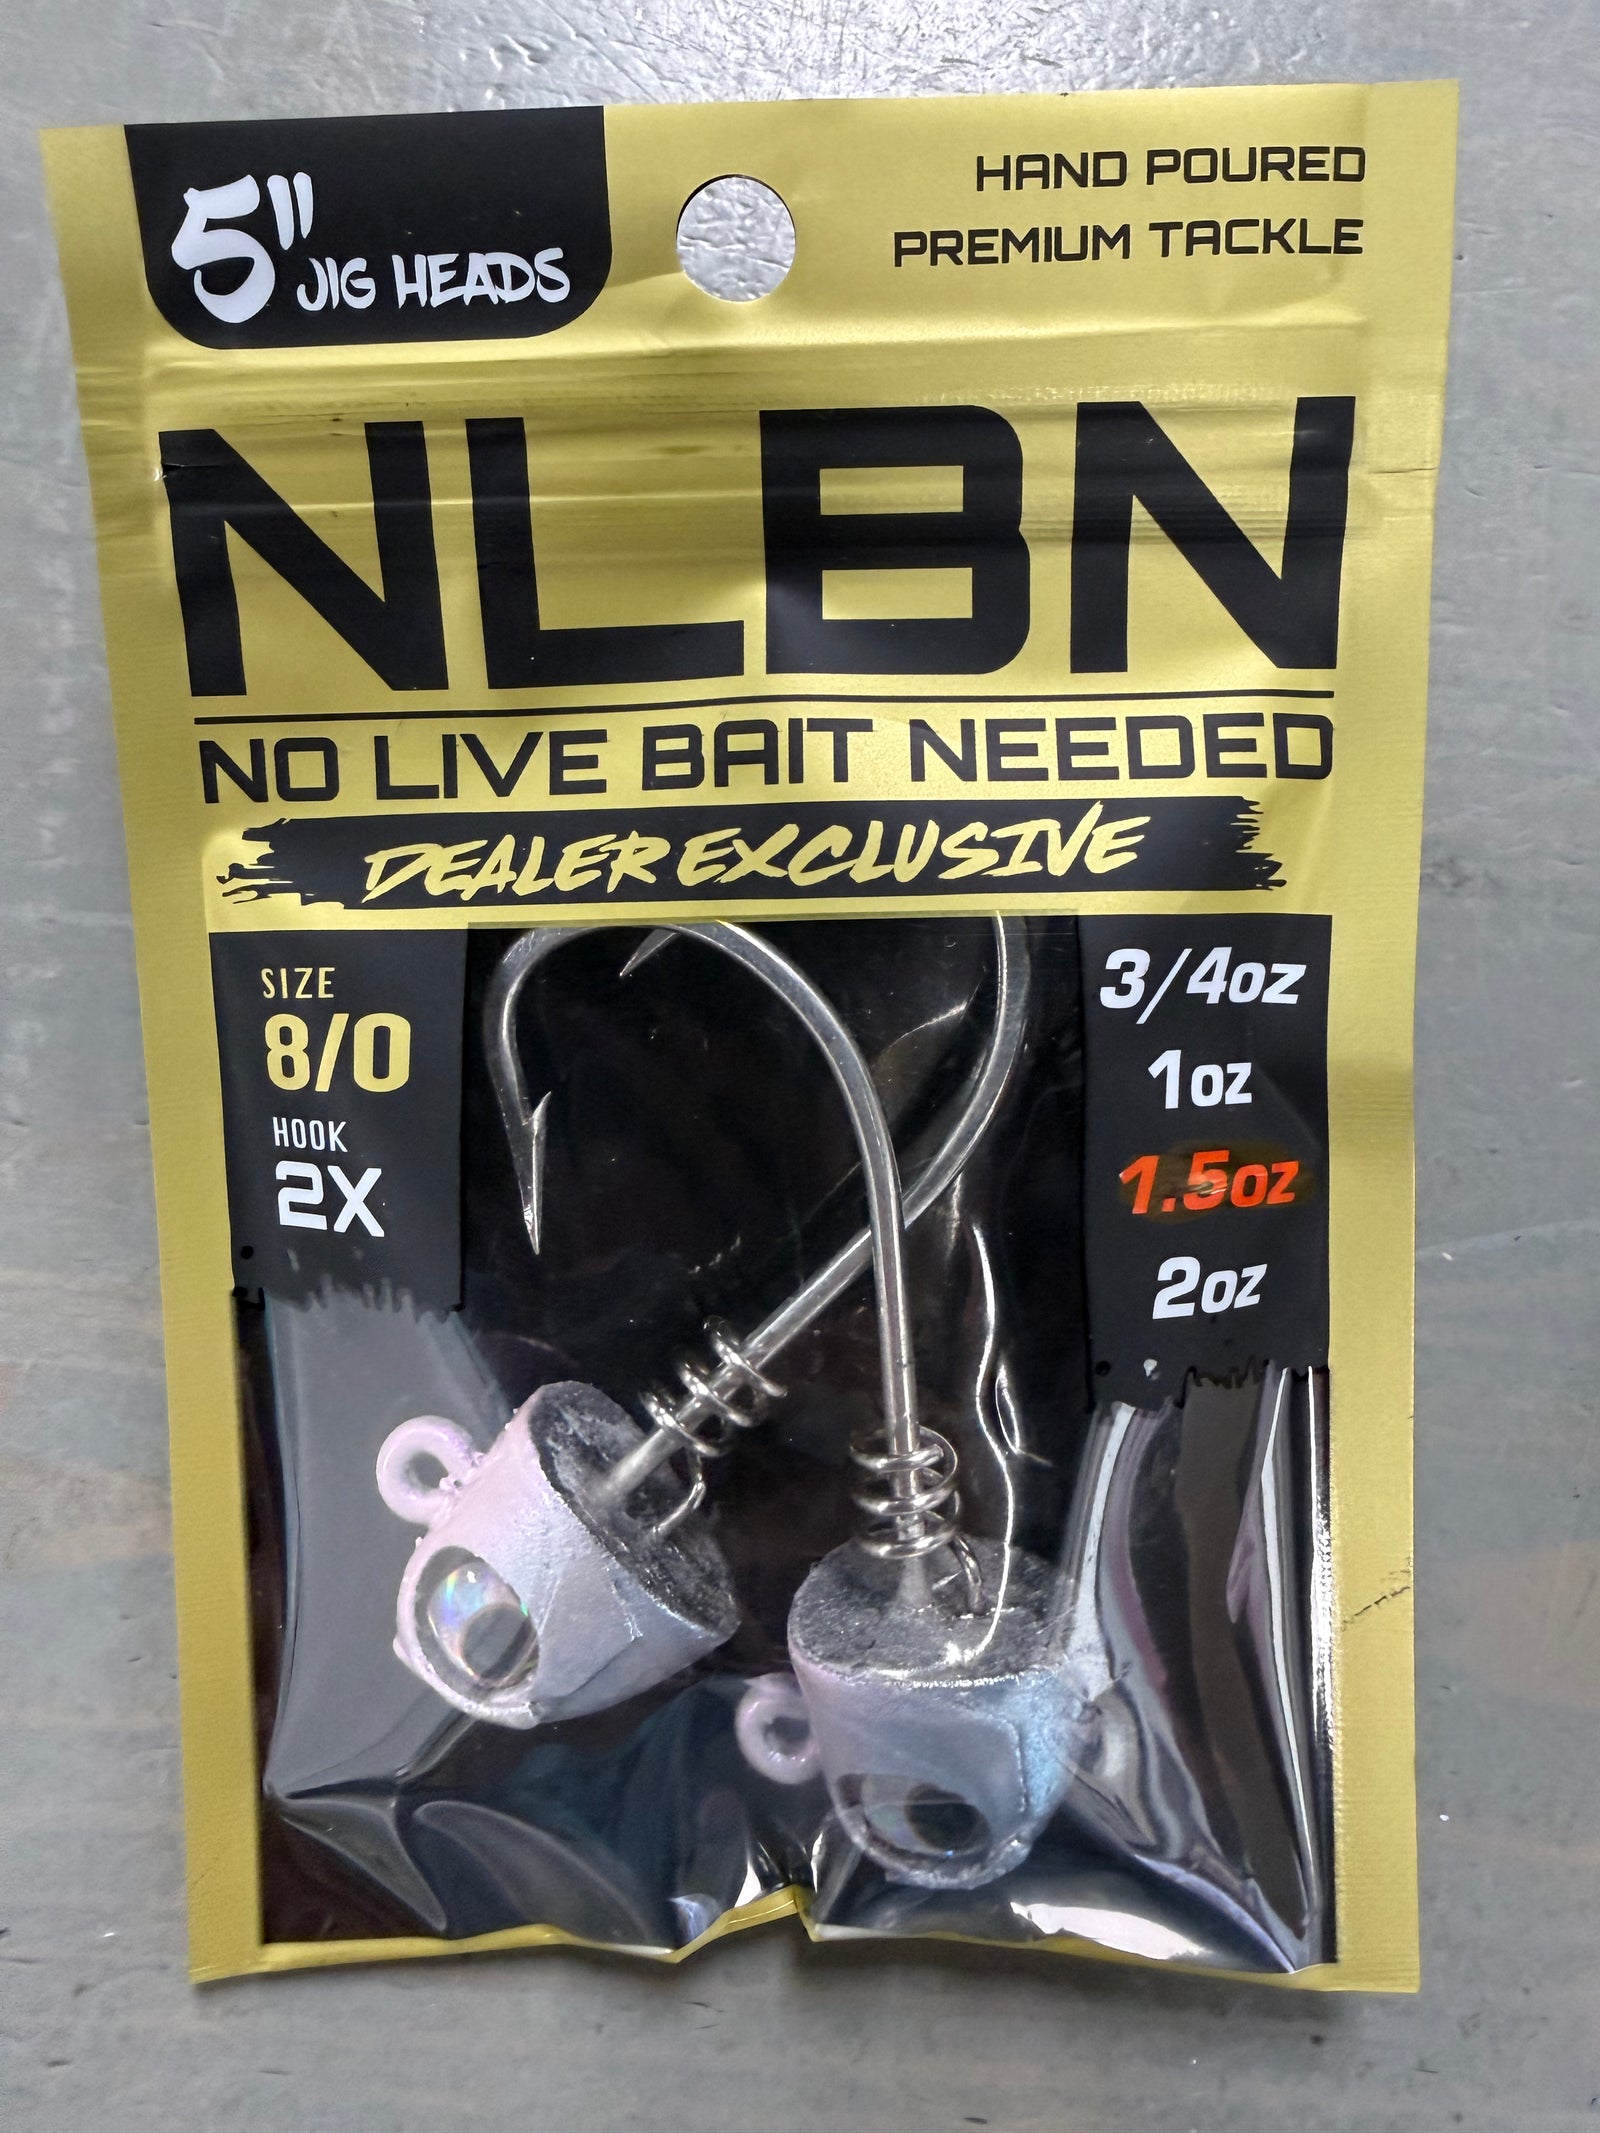 5" JIG HEADS
HAND POURED
PREMIUM TACKLE
NLBN
NO LIVE BAIT NEEDED
DEALER EXCLUSIVE
SIZE
8/0
HOOK
2X
3/4oz
1oz
1.5oz
2oz